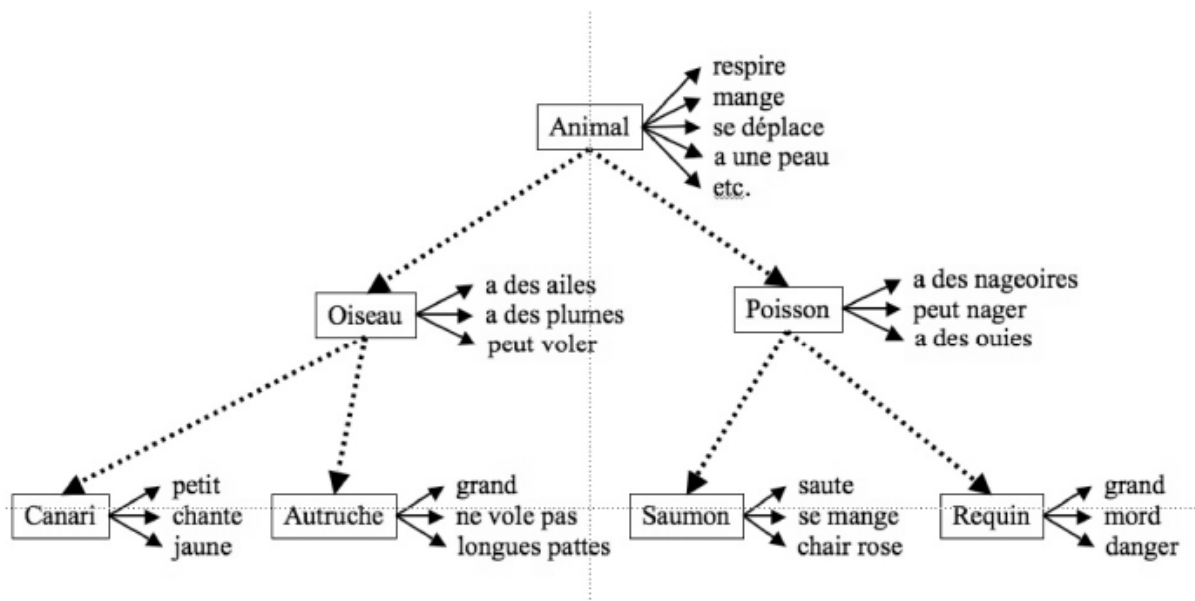 respire
mange
Animal
se déplace
a une peau
etc.
a des ailes
Oiseau
a des plumes
peut voler
a des nageoires
Poisson
peut nager
a des ouies
petit
Canari
chante
jaune
grand
Autruche
ne vole pas
longues pattes
saute
Saumon
se mange
chair rose
grand
Requin
mord
danger